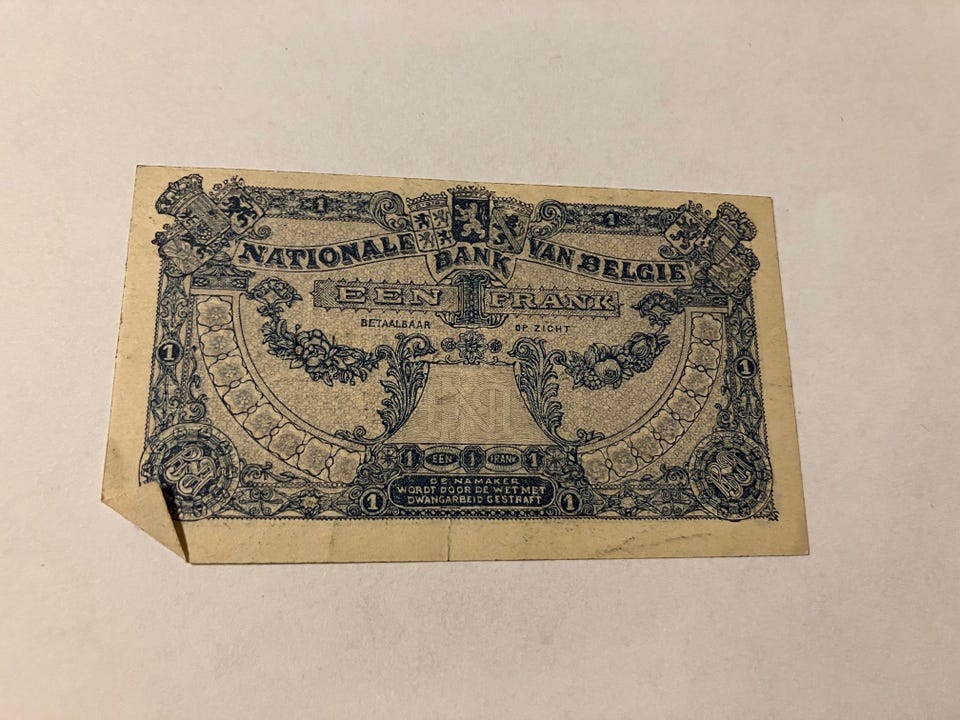 1 1
NATIONALE BANK VAN BELGIE
EEN 1 FRANK
BETAALBAAR OP ZICHT
1 1
1 EEN 1 FRANK 1
DE NAMAKER
1 WORDT DOOR DE WET MET 1
DWANGARBEID GESTRAFT